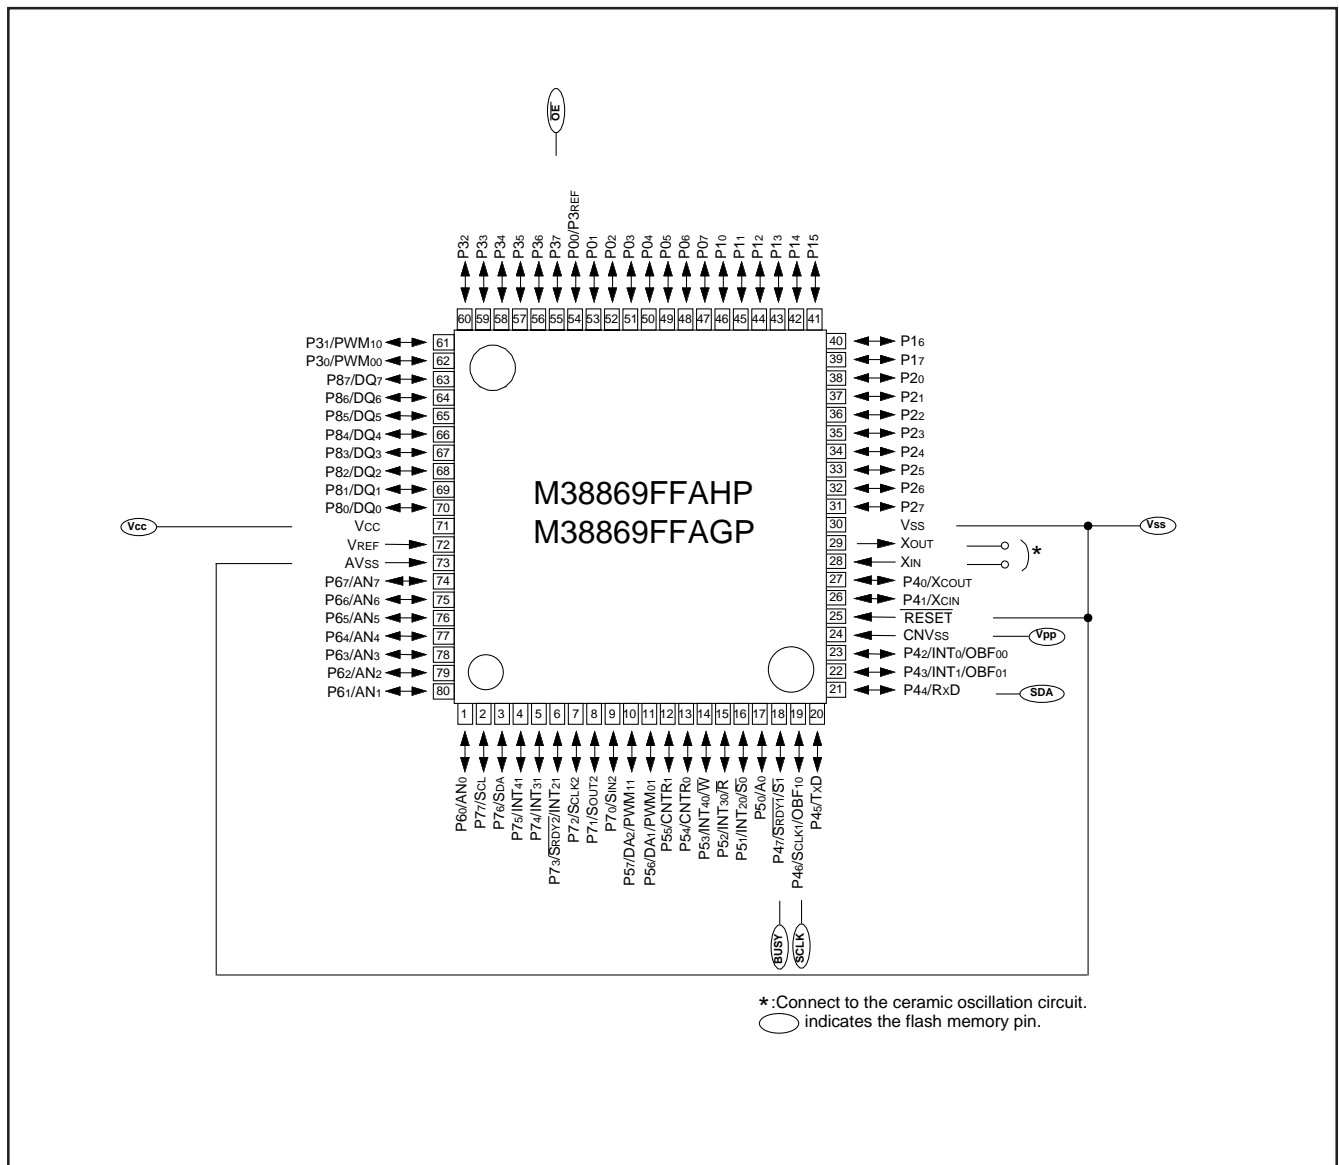 OE
P32
P33
P34
P35
P36
P37
P00/P3REF
P01
P02
P03
P04
P05
P06
P07
P10
P11
P12
P13
P14
P15
60 59 58 57 56 55 54 53 52 51 50 49 48 47 46 45 44 43 42 41
P31/PWM10 61
P30/PWM00 62
P87/DQ7 63
P86/DQ6 64
P85/DQ5 65
P84/DQ4 66
P83/DQ3 67
P82/DQ2 68
P81/DQ1 69
P80/DQ0 70
Vcc VCC 71
VREF 72
AVSS 73
P67/AN7 74
P66/AN6 75
P65/AN5 76
P64/AN4 77
P63/AN3 78
P62/AN2 79
P61/AN1 80
M38869FFAHP
M38869FFAGP
40 P16
39 P17
38 P20
37 P21
36 P22
35 P23
34 P24
33 P25
32 P26
31 P27
30 VSS Vss
29 XOUT
28 XIN *
27 P40/XCOUT
26 P41/XCIN
25 RESET
24 CNVSS Vpp
23 P42/INT0/OBF00
22 P43/INT1/OBF01
21 P44/RXD SDA
1 2 3 4 5 6 7 8 9 10 11 12 13 14 15 16 17 18 19 20
P60/AN0
P77/SCL
P76/SDA
P75/INT41
P74/INT31
P73/SRDY2/INT21
P72/SCLK2
P71/SOUT2
P70/SIN2
P57/DA2/PWM11
P56/DA1/PWM01
P55/CNTR1
P54/CNTR0
P53/INT40/W
P52/INT30/R
P51/INT20/S0
P50/A0
P47/SRDY1/S1
P46/SCLK1/OBF10
P45/TXD
BUSY
SCLK
*:Connect to the ceramic oscillation circuit.
indicates the flash memory pin.